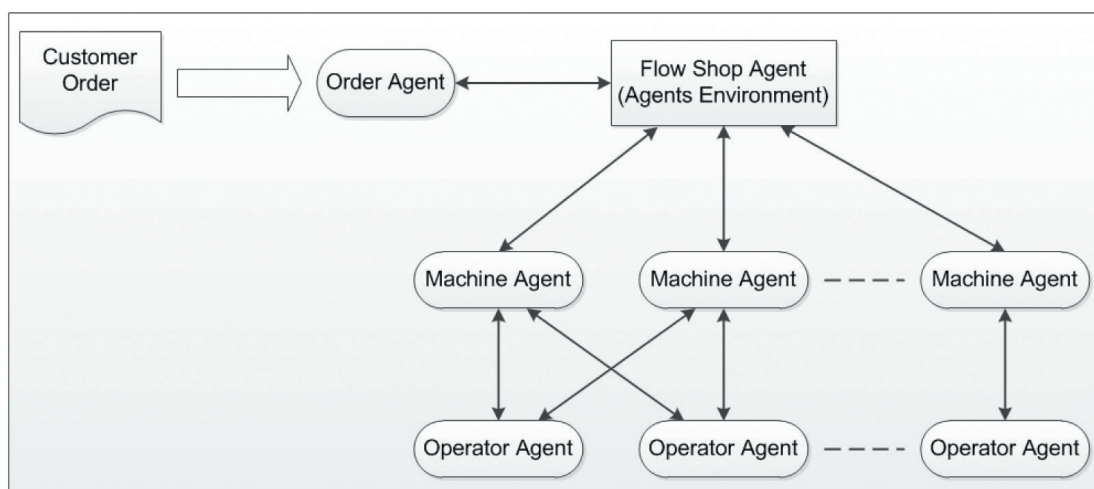 Customer
Order
Order Agent
Flow Shop Agent
(Agents Environment)
Machine Agent
Machine Agent
Machine Agent
Operator Agent
Operator Agent
Operator Agent